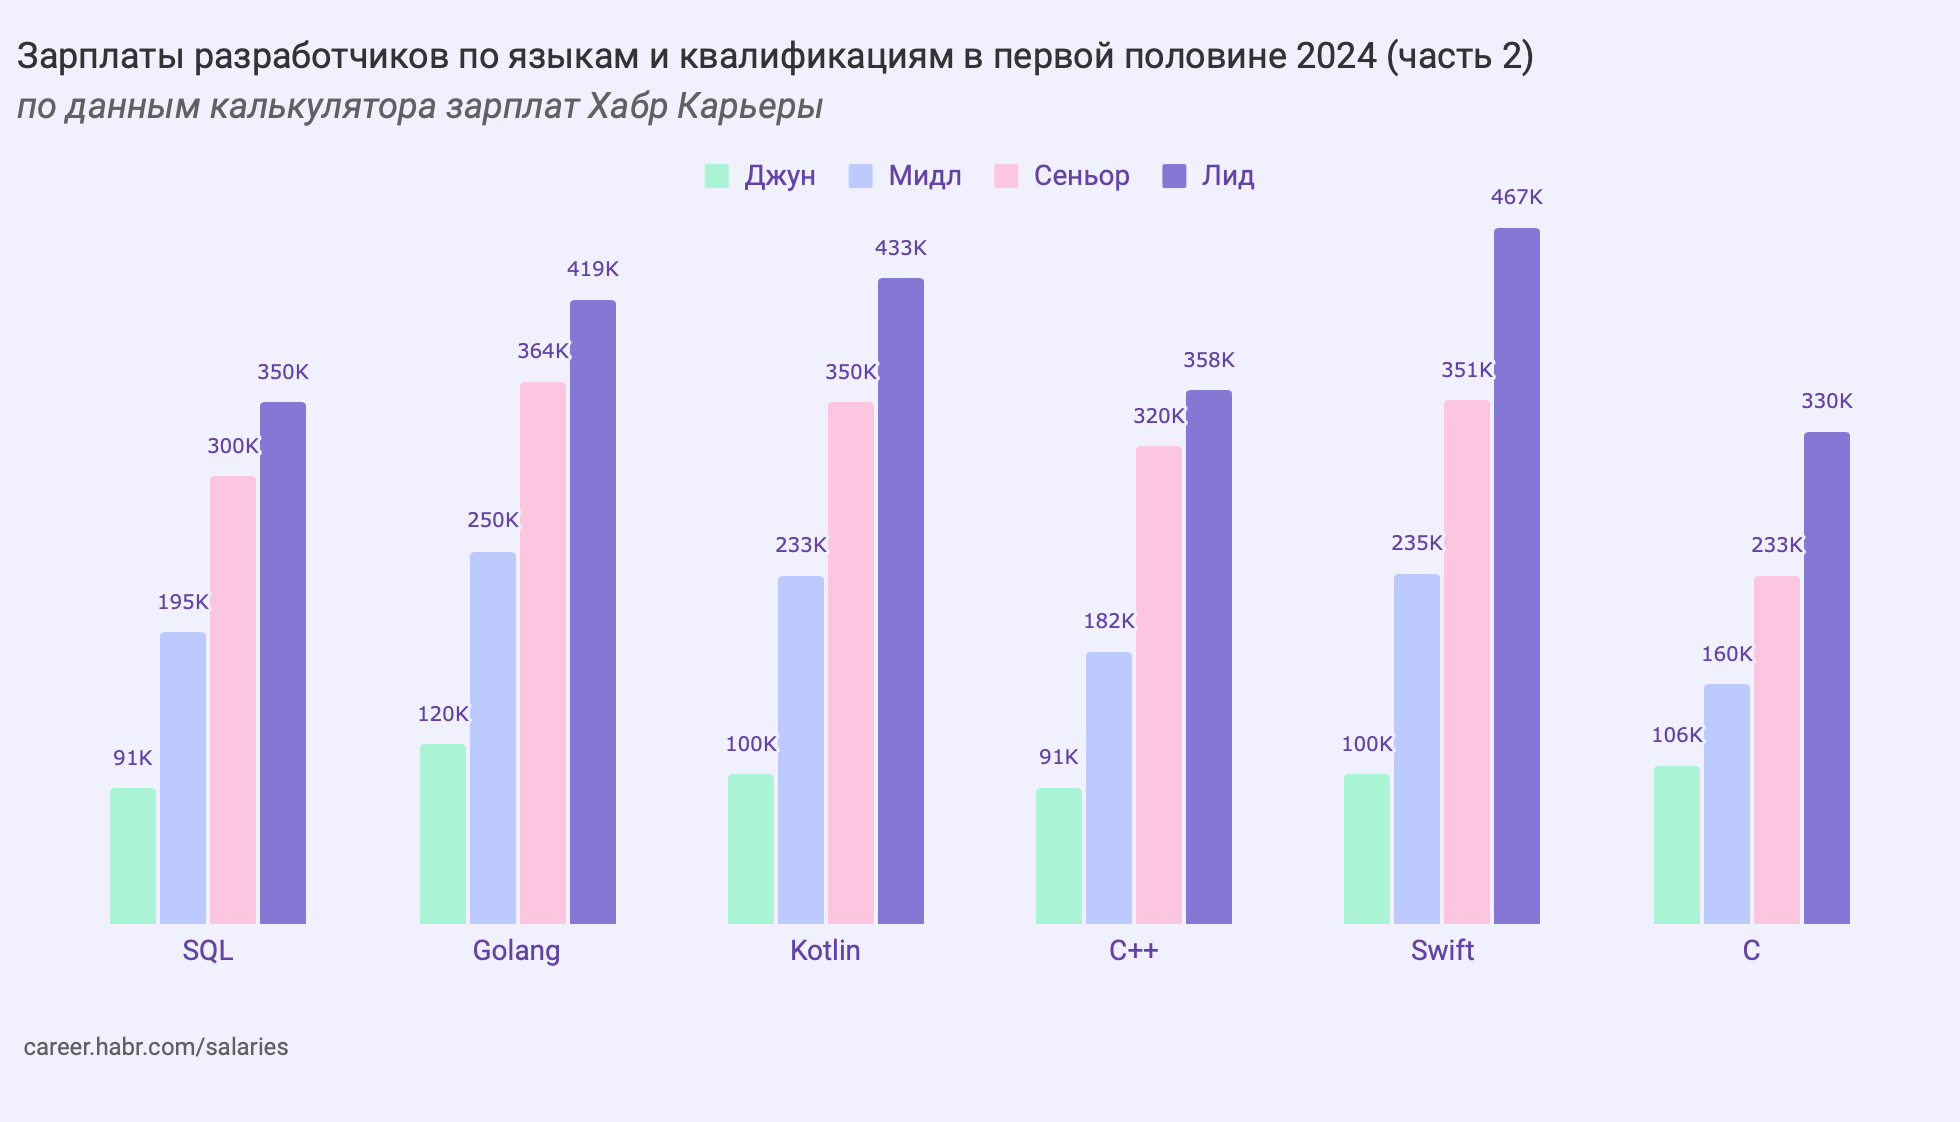 Зарплаты разработчиков по языкам и квалификациям в первой половине 2024 (часть 2)
по данным калькулятора зарплат Хабр Карьеры
Джун Мидл Сеньор Лид
91K 195K 300K 350K
120K 250K 364K 419K
100K 233K 350K 433K
91K 182K 320K 358K
100K 235K 351K 467K
106K 160K 233K 330K
SQL Golang Kotlin C++ Swift C
career.habr.com/salaries